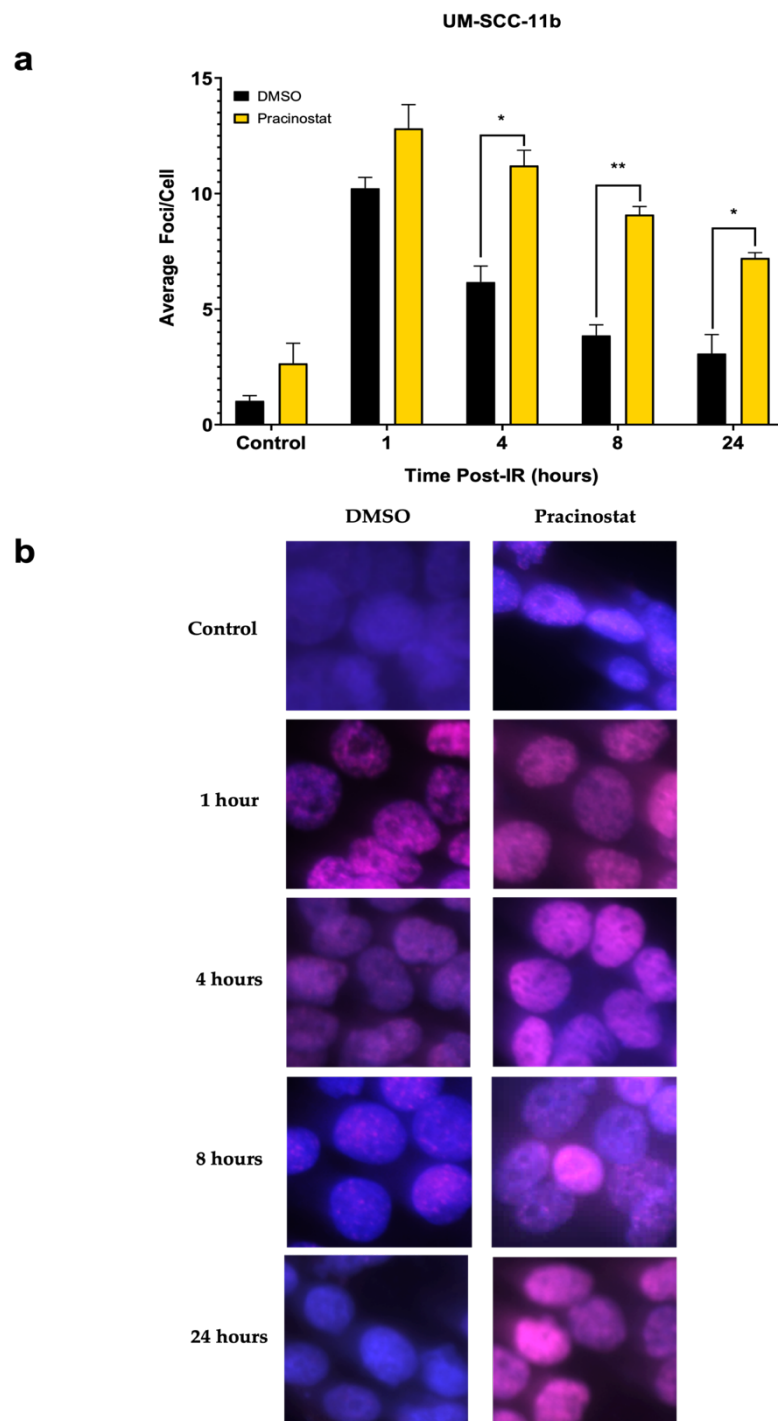 UM-SCC-11b
a
15
10
5
0
Average Foci/Cell
DMSO
Pracinostat
*
**
*
Control 1 4 8 24
Time Post-IR (hours)
b
DMSO Pracinostat
Control
1 hour
4 hours
8 hours
24 hours